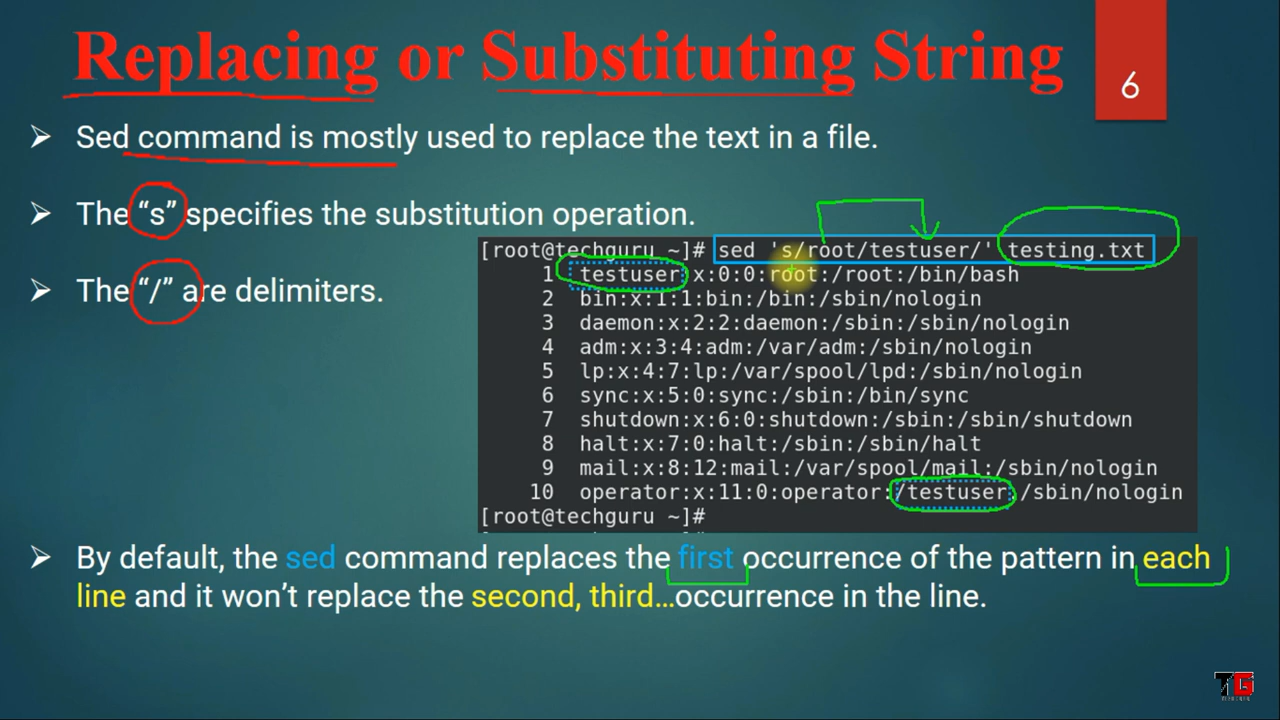 Replacing or Substituting String
6
Sed command is mostly used to replace the text in a file.
The “s” specifies the substitution operation.
The “/” are delimiters.
[root@techguru ~]# sed 's/root/testuser/' testing.txt
1 testuser:x:0:0:root:/root:/bin/bash
2 bin:x:1:1:bin:/bin:/sbin/nologin
3 daemon:x:2:2:daemon:/sbin:/sbin/nologin
4 adm:x:3:4:adm:/var/adm:/sbin/nologin
5 lp:x:4:7:lp:/var/spool/lpd:/sbin/nologin
6 sync:x:5:0:sync:/sbin:/bin/sync
7 shutdown:x:6:0:shutdown:/sbin:/sbin/shutdown
8 halt:x:7:0:halt:/sbin:/sbin/halt
9 mail:x:8:12:mail:/var/spool/mail:/sbin/nologin
10 operator:x:11:0:operator:/testuser:/sbin/nologin
[root@techguru ~]#
By default, the sed command replaces the first occurrence of the pattern in each
line and it won’t replace the second, third…occurrence in the line.
TG